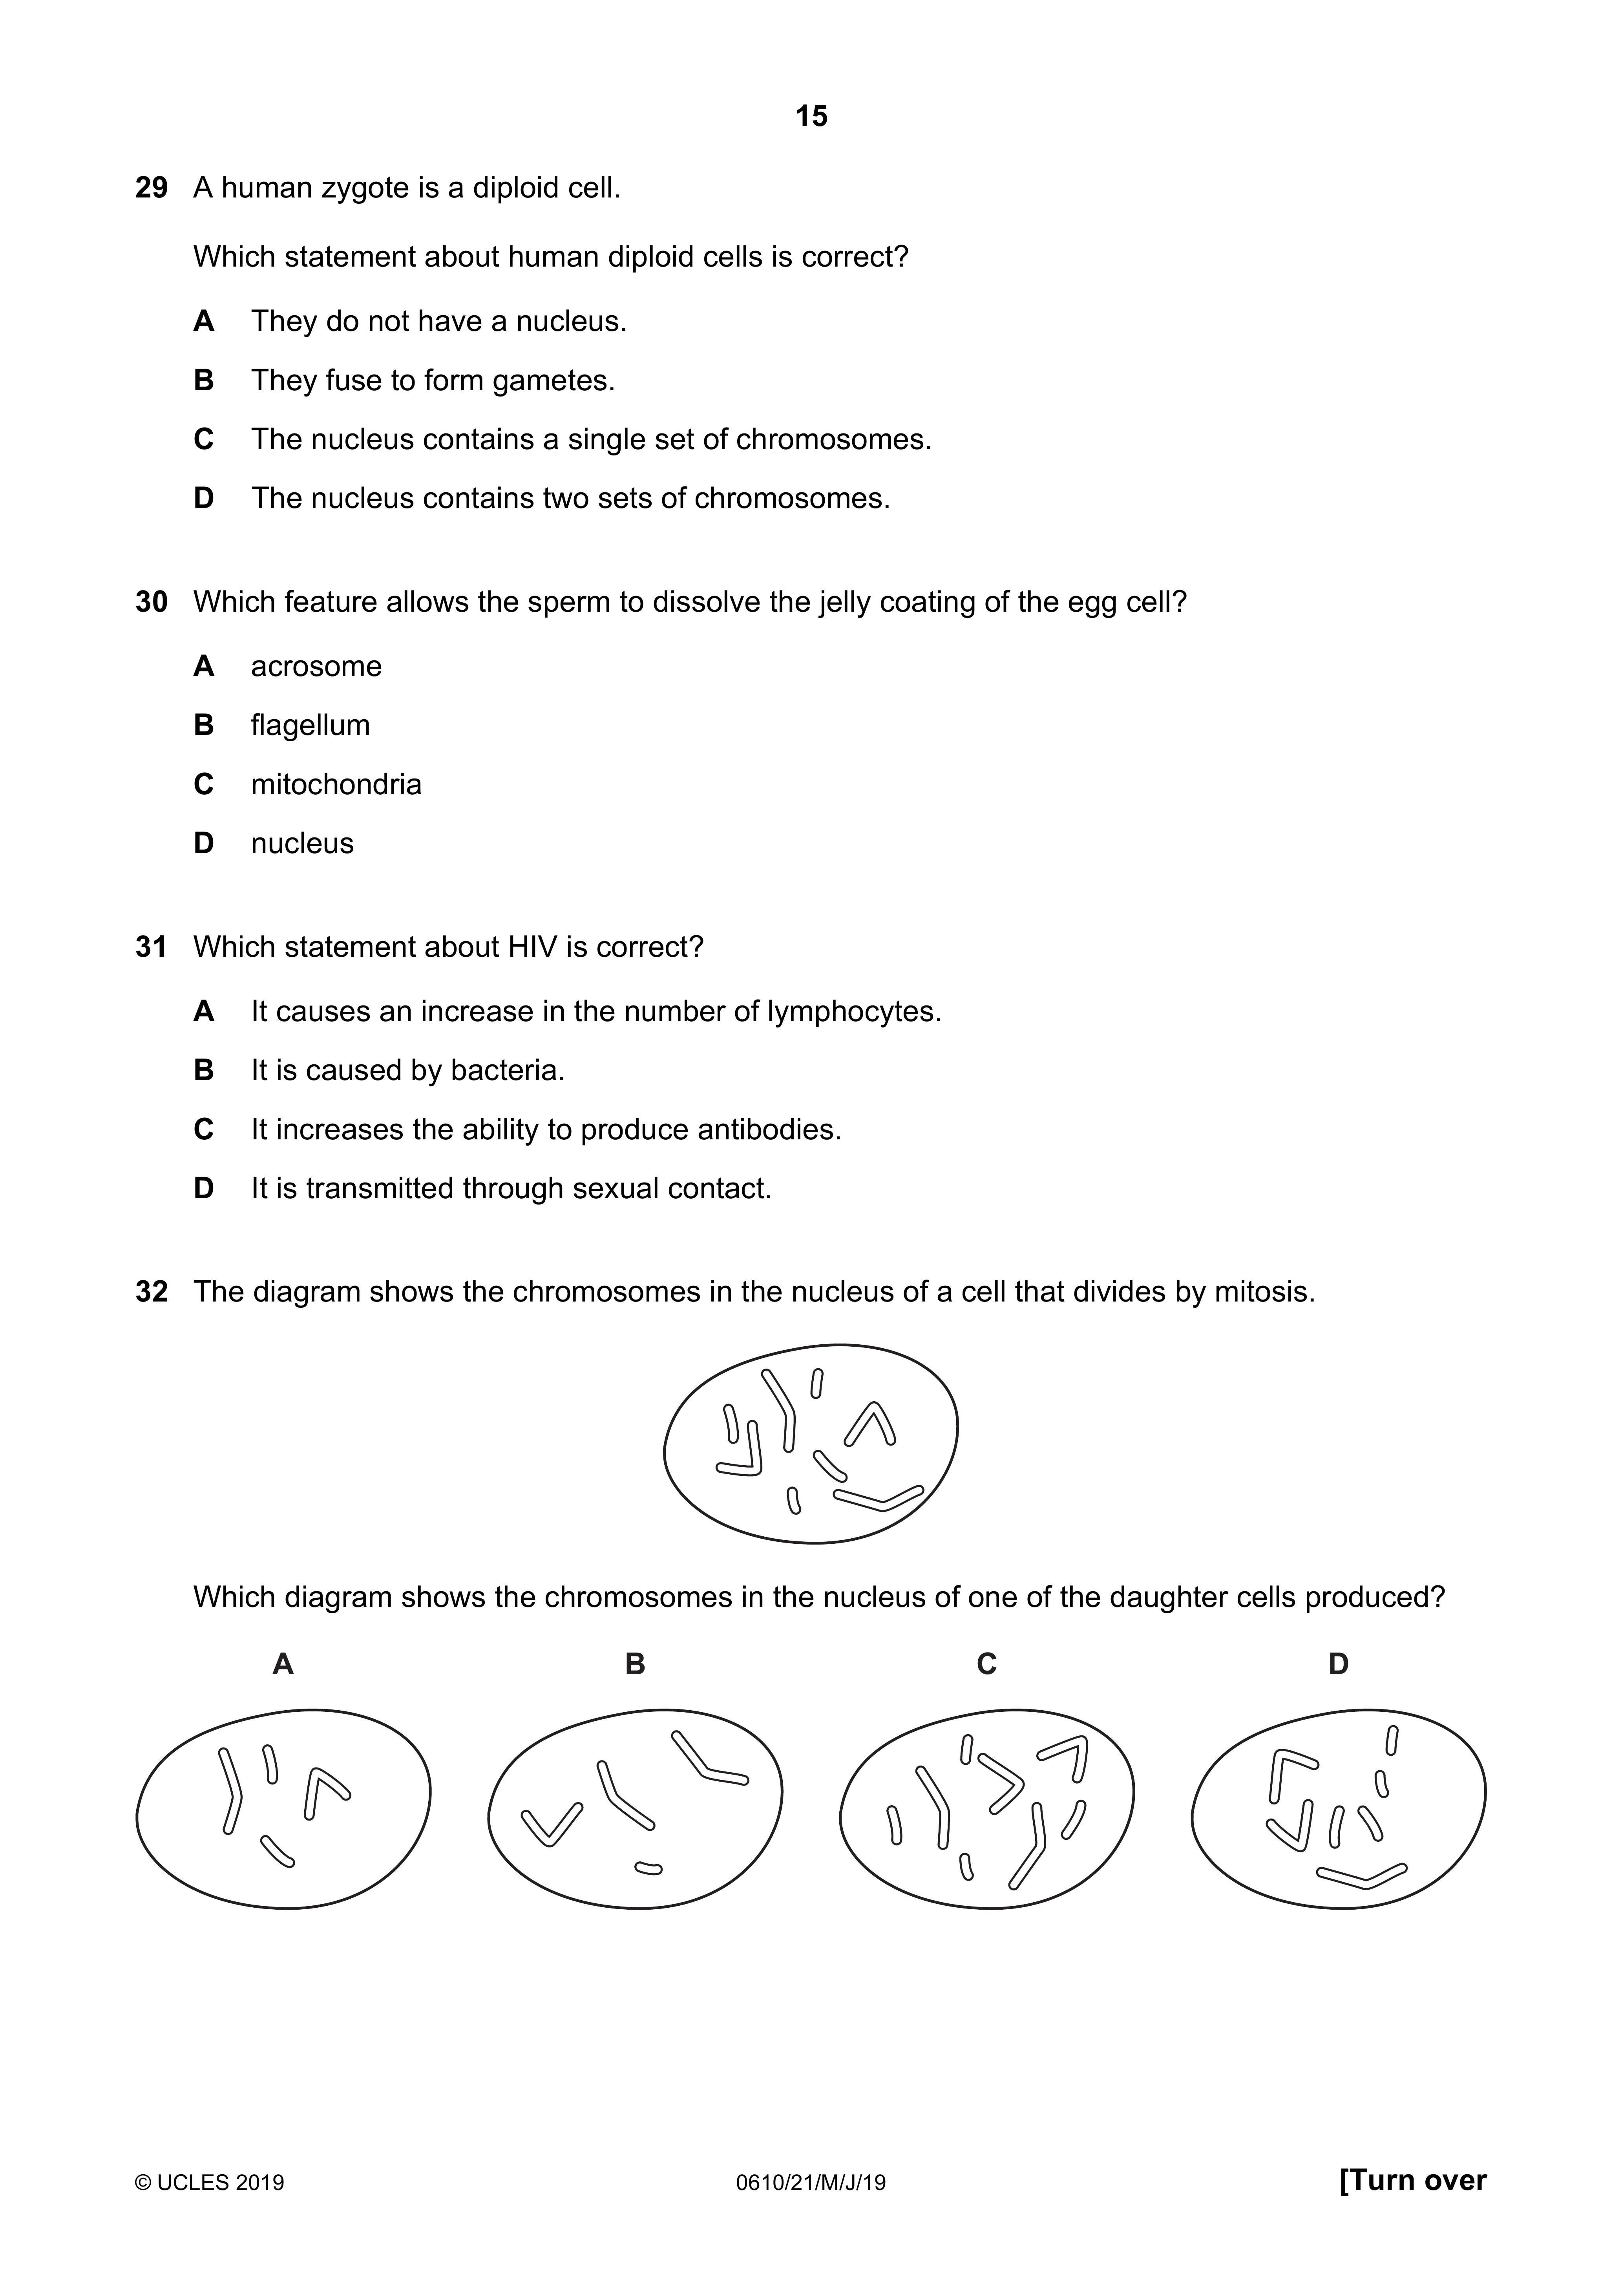 15
29 A human zygote is a diploid cell.
Which statement about human diploid cells is correct?
A They do not have a nucleus.
B They fuse to form gametes.
C The nucleus contains a single set of chromosomes.
D The nucleus contains two sets of chromosomes.
30 Which feature allows the sperm to dissolve the jelly coating of the egg cell?
A acrosome
B flagellum
C mitochondria
D nucleus
31 Which statement about HIV is correct?
A It causes an increase in the number of lymphocytes.
B It is caused by bacteria.
C It increases the ability to produce antibodies.
D It is transmitted through sexual contact.
32 The diagram shows the chromosomes in the nucleus of a cell that divides by mitosis.
Which diagram shows the chromosomes in the nucleus of one of the daughter cells produced?
A B C D
© UCLES 2019 0610/21/M/J/19 [Turn over